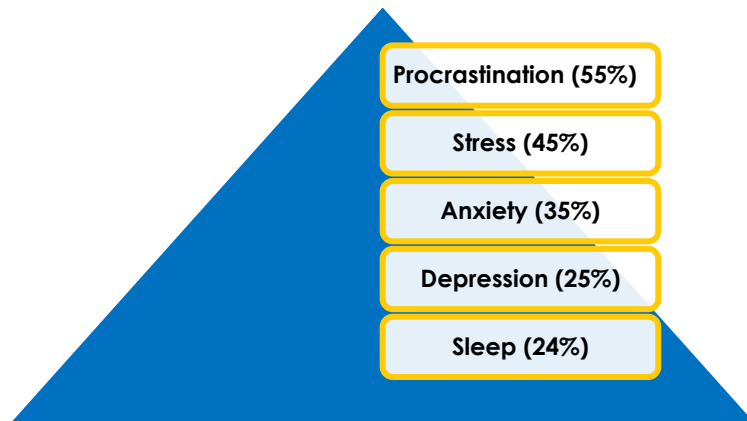 Procrastination (55%)
Stress (45%)
Anxiety (35%)
Depression (25%)
Sleep (24%)